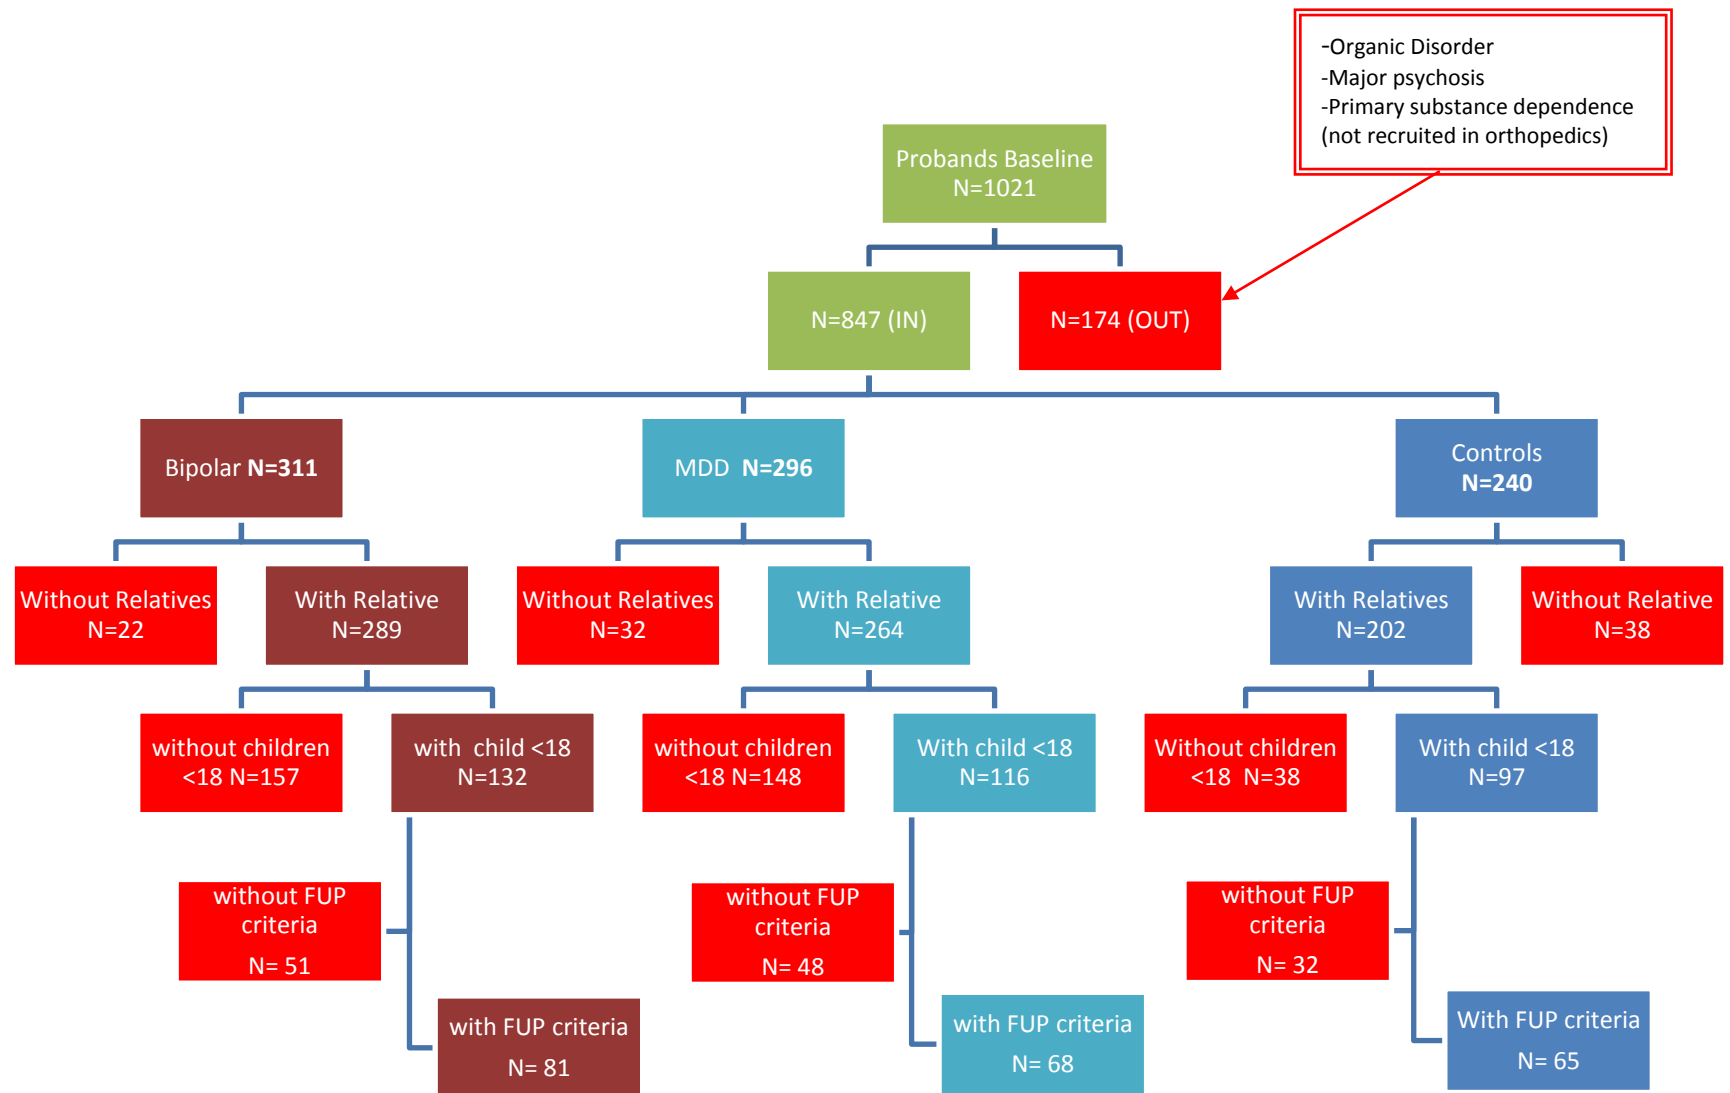 -Organic Disorder
-Major psychosis
-Primary substance dependence
(not recruited in orthopedics)
Probands Baseline
N=1021
N=847 (IN)
N=174 (OUT)
Bipolar N=311
MDD  N=296
Controls
N=240
Without Relatives
N=22
With Relative
N=289
Without Relatives
N=32
With Relative
N=264
With Relatives
N=202
Without Relative
N=38
without children
<18 N=157
with  child <18
N=132
without children
<18 N=148
With child <18
N=116
Without children
<18  N=38
With child <18
N=97
without FUP
criteria
N= 51
without FUP
criteria
N= 48
without FUP
criteria
N= 32
with FUP criteria
N= 81
with FUP criteria
N= 68
With FUP criteria
N= 65